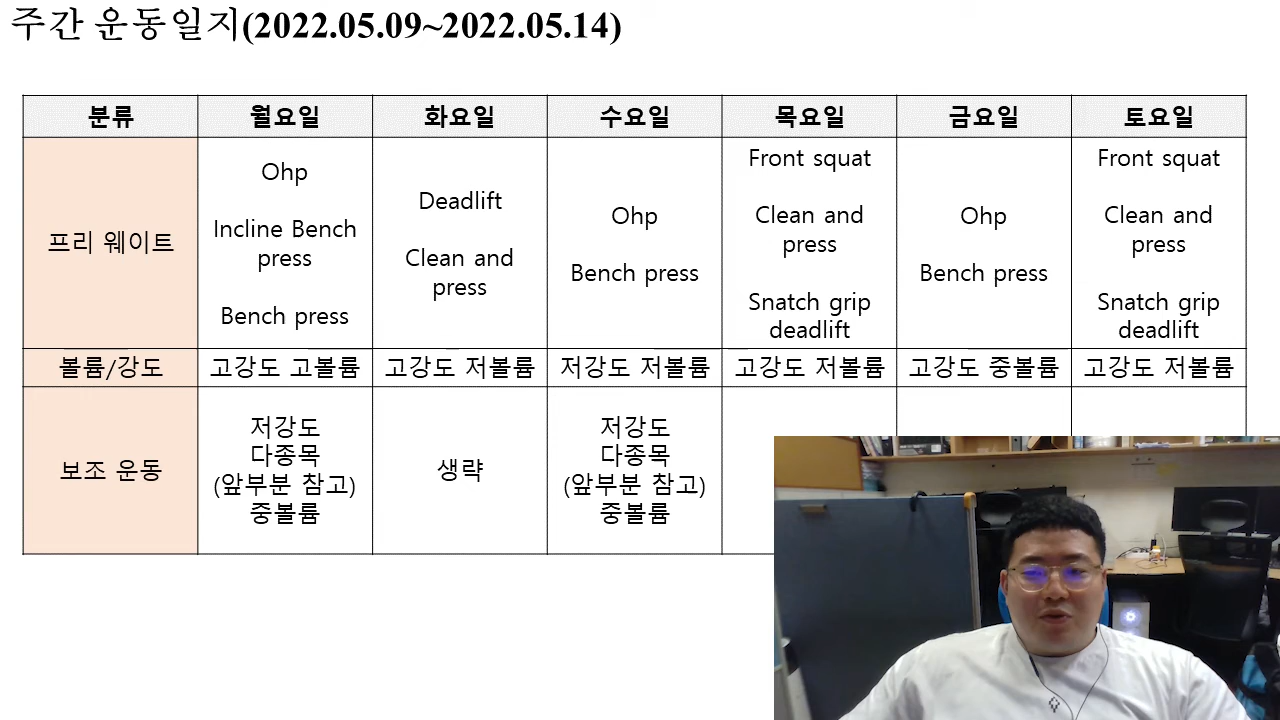 주간 운동일지(2022.05.09~2022.05.14)
분류 월요일 화요일 수요일 목요일 금요일 토요일
프리 웨이트
Ohp
Incline Bench
press
Bench press
Deadlift
Clean and
press
Ohp
Bench press
Front squat
Clean and
press
Snatch grip
deadlift
Ohp
Bench press
Front squat
Clean and
press
Snatch grip
deadlift
볼륨/강도 고강도 고볼륨 고강도 저볼륨 저강도 저볼륨 고강도 저볼륨 고강도 중볼륨 고강도 저볼륨
보조 운동
저강도
다종목
(앞부분 참고)
중볼륨
생략
저강도
다종목
(앞부분 참고)
중볼륨